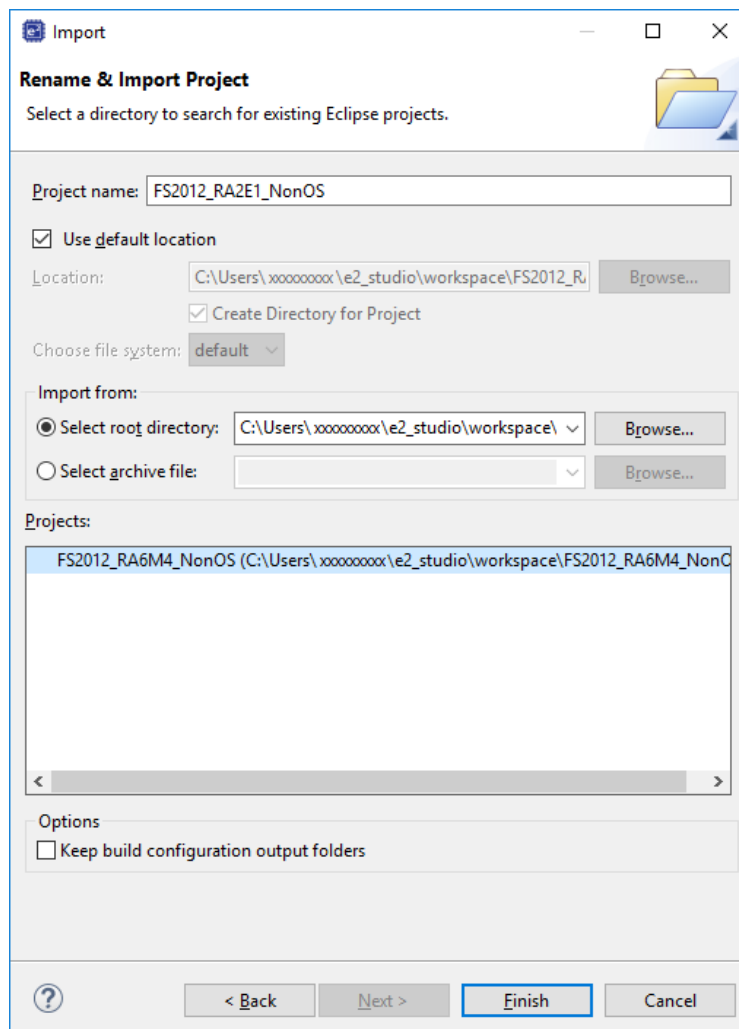 Import
Rename & Import Project
Select a directory to search for existing Eclipse projects.
Project name: FS2012_RA2E1_NonOS
Use default location
Location: C:\Users\xxxxxxxxx\e2_studio\workspace\FS2012_R Browse...
Create Directory for Project
Choose file system: default
Import from:
Select root directory: C:\Users\xxxxxxxxx\e2_studio\workspace\ Browse...
Select archive file: Browse...
Projects:
FS2012_RA6M4_NonOS (C:\Users\xxxxxxxxx\e2_studio\workspace\FS2012_RA6M4_NonO
Options
Keep build configuration output folders
? < Back Next > Finish Cancel